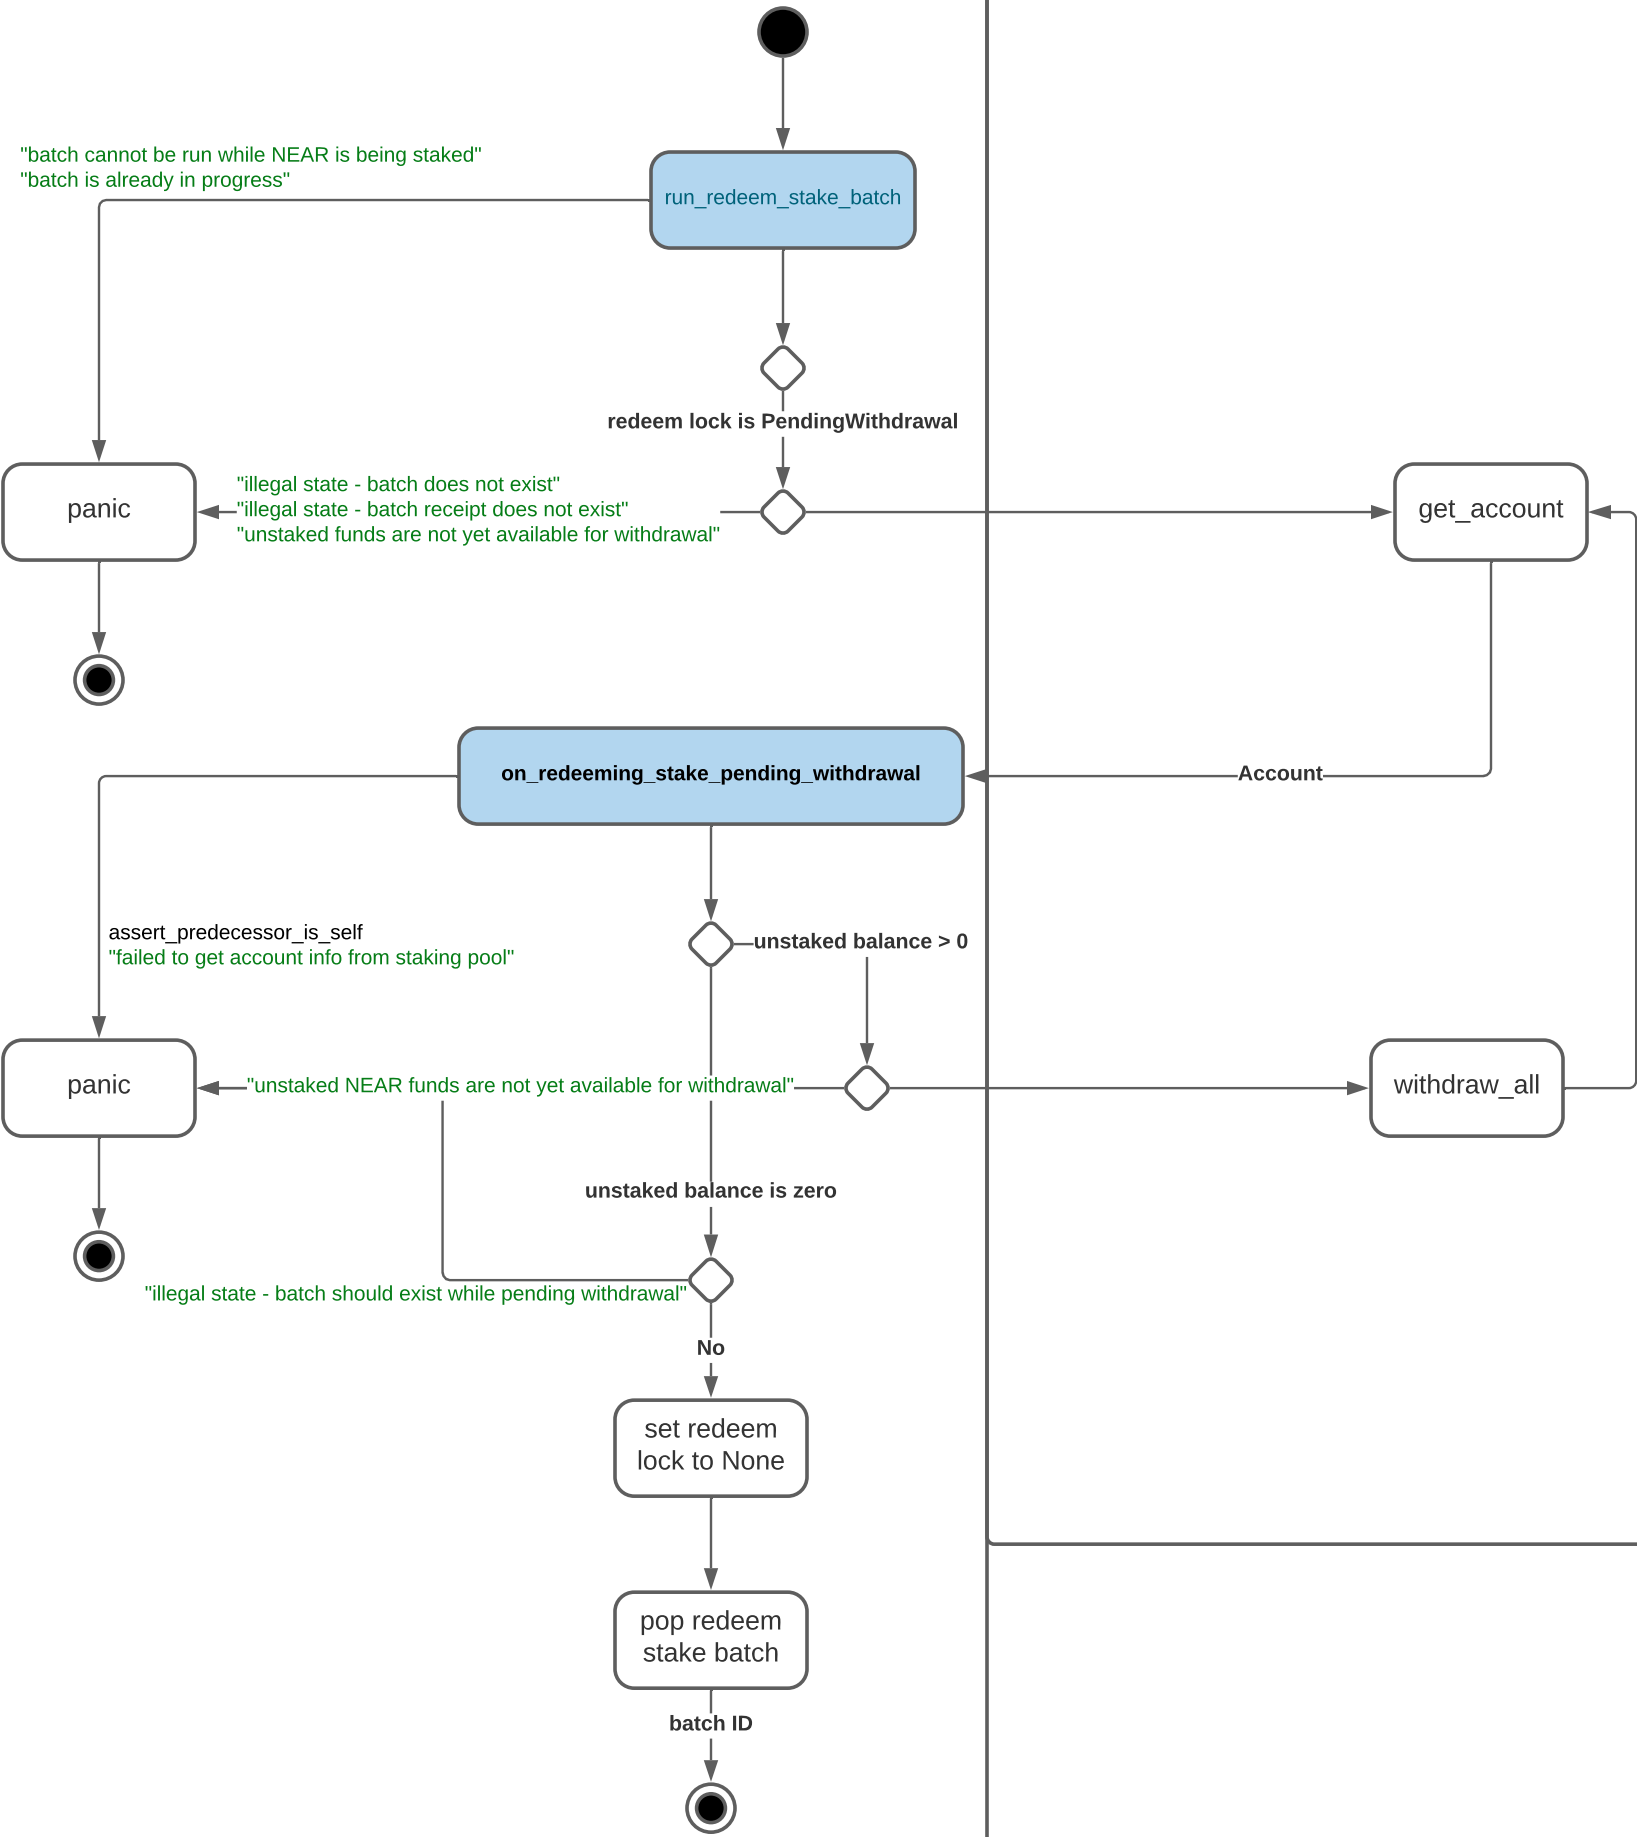 "batch cannot be run while NEAR is being staked"
"batch is already in progress"
run_redeem_stake_batch
redeem lock is PendingWithdrawal
panic
"illegal state - batch does not exist"
"illegal state - batch receipt does not exist"
"unstaked funds are not yet available for withdrawal"
get_account
on_redeeming_stake_pending_withdrawal
Account
assert_predecessor_is_self
"failed to get account info from staking pool"
unstaked balance > 0
panic
"unstaked NEAR funds are not yet available for withdrawal"
withdraw_all
unstaked balance is zero
"illegal state - batch should exist while pending withdrawal"
No
set redeem
lock to None
pop redeem
stake batch
batch ID